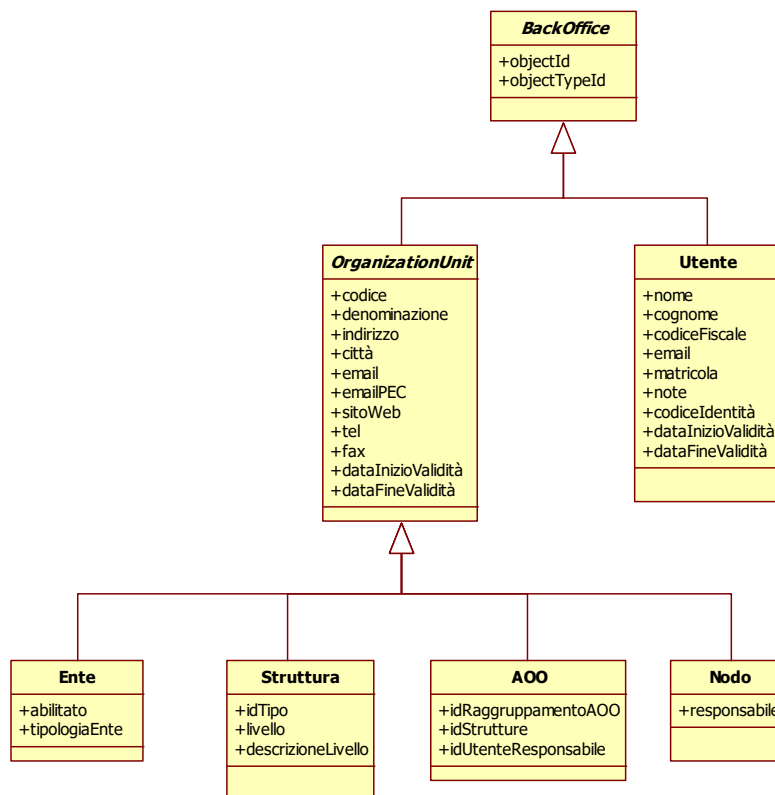 BackOffice
+objectId
+objectTypeId
OrganizationUnit
+codice
+denominazione
+indirizzo
+città
+email
+emailPEC
+sitoWeb
+tel
+fax
+dataInizioValidità
+dataFineValidità
Utente
+nome
+cognome
+codiceFiscale
+email
+matricola
+note
+codiceIdentità
+dataInizioValidità
+dataFineValidità
Ente
+abilitato
+tipologiaEnte
Struttura
+idTipo
+livello
+descrizioneLivello
AOO
+idRaggruppamentoAOO
+idStrutture
+idUtenteResponsabile
Nodo
+responsabile